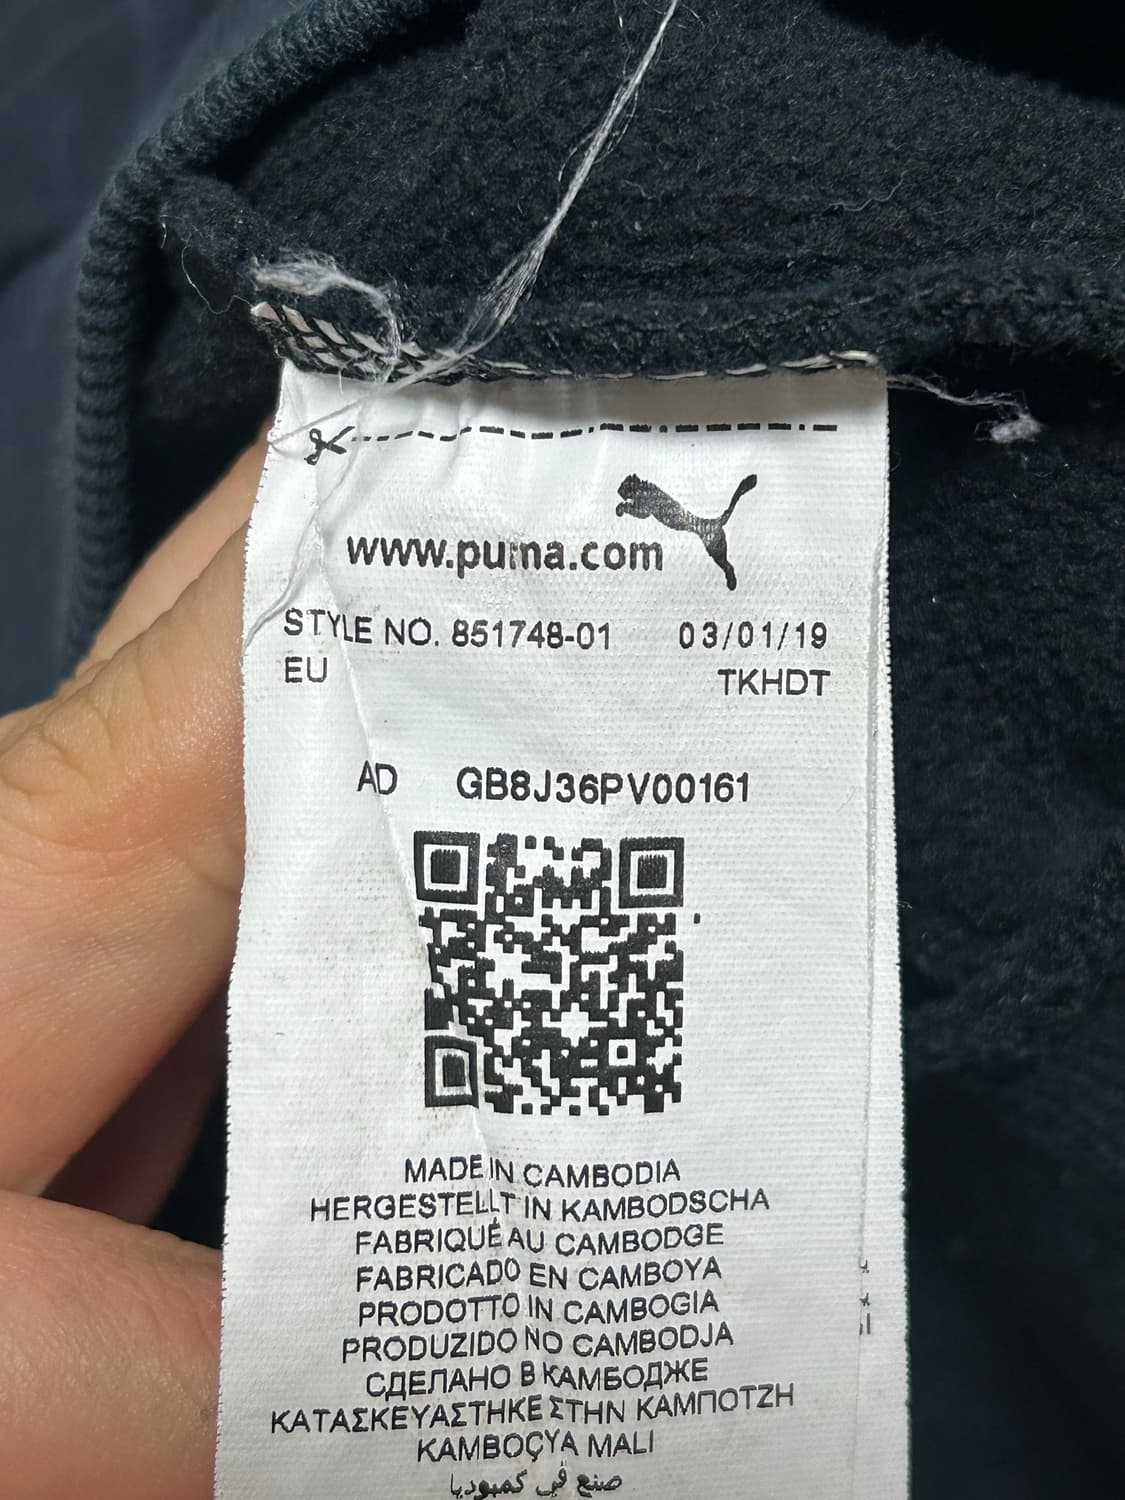 www.puma.com
STYLE NO. 851748-01 03/01/19
EU TKHDT
AD GB8J36PV00161
MADE IN CAMBODIA
HERGESTELLT IN KAMBODSCHA
FABRIQUÉ AU CAMBODGE
FABRICADO EN CAMBOYA
PRODOTTO IN CAMBOGIA
PRODUZIDO NO CAMBODJA
СДЕЛАНО В КАМБОДЖЕ
ΚΑΤΑΣΚΕΥΑΣΤΗΚΕ ΣΤΗΝ ΚΑΜΠΟΤΖΗ
KAMBOÇYA MALI
صنع في كمبوديا